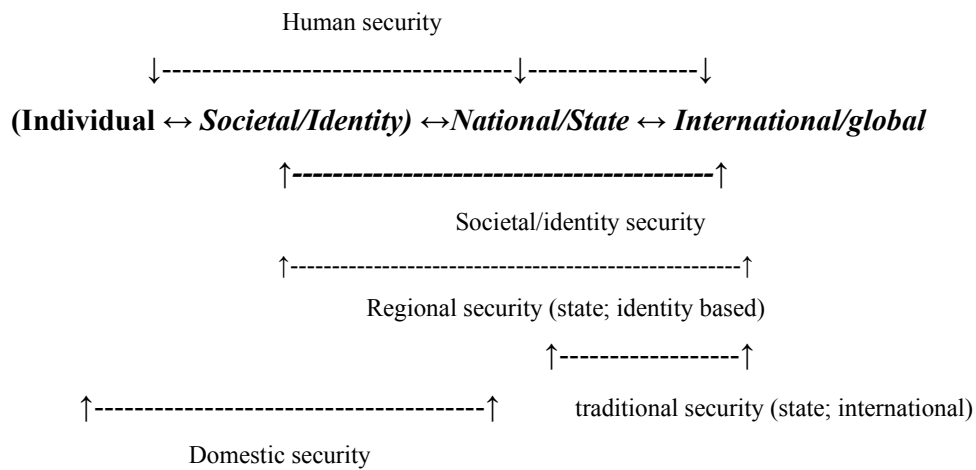 Human security
↓----------------------------------↓-----------------↓
(Individual ↔ Societal/Identity) ↔National/State ↔ International/global
↑------------------------------------------↑
Societal/identity security
↑---------------------------------------------------↑
Regional security (state; identity based)
↑------------------↑
↑---------------------------------------↑
traditional security (state; international)
Domestic security